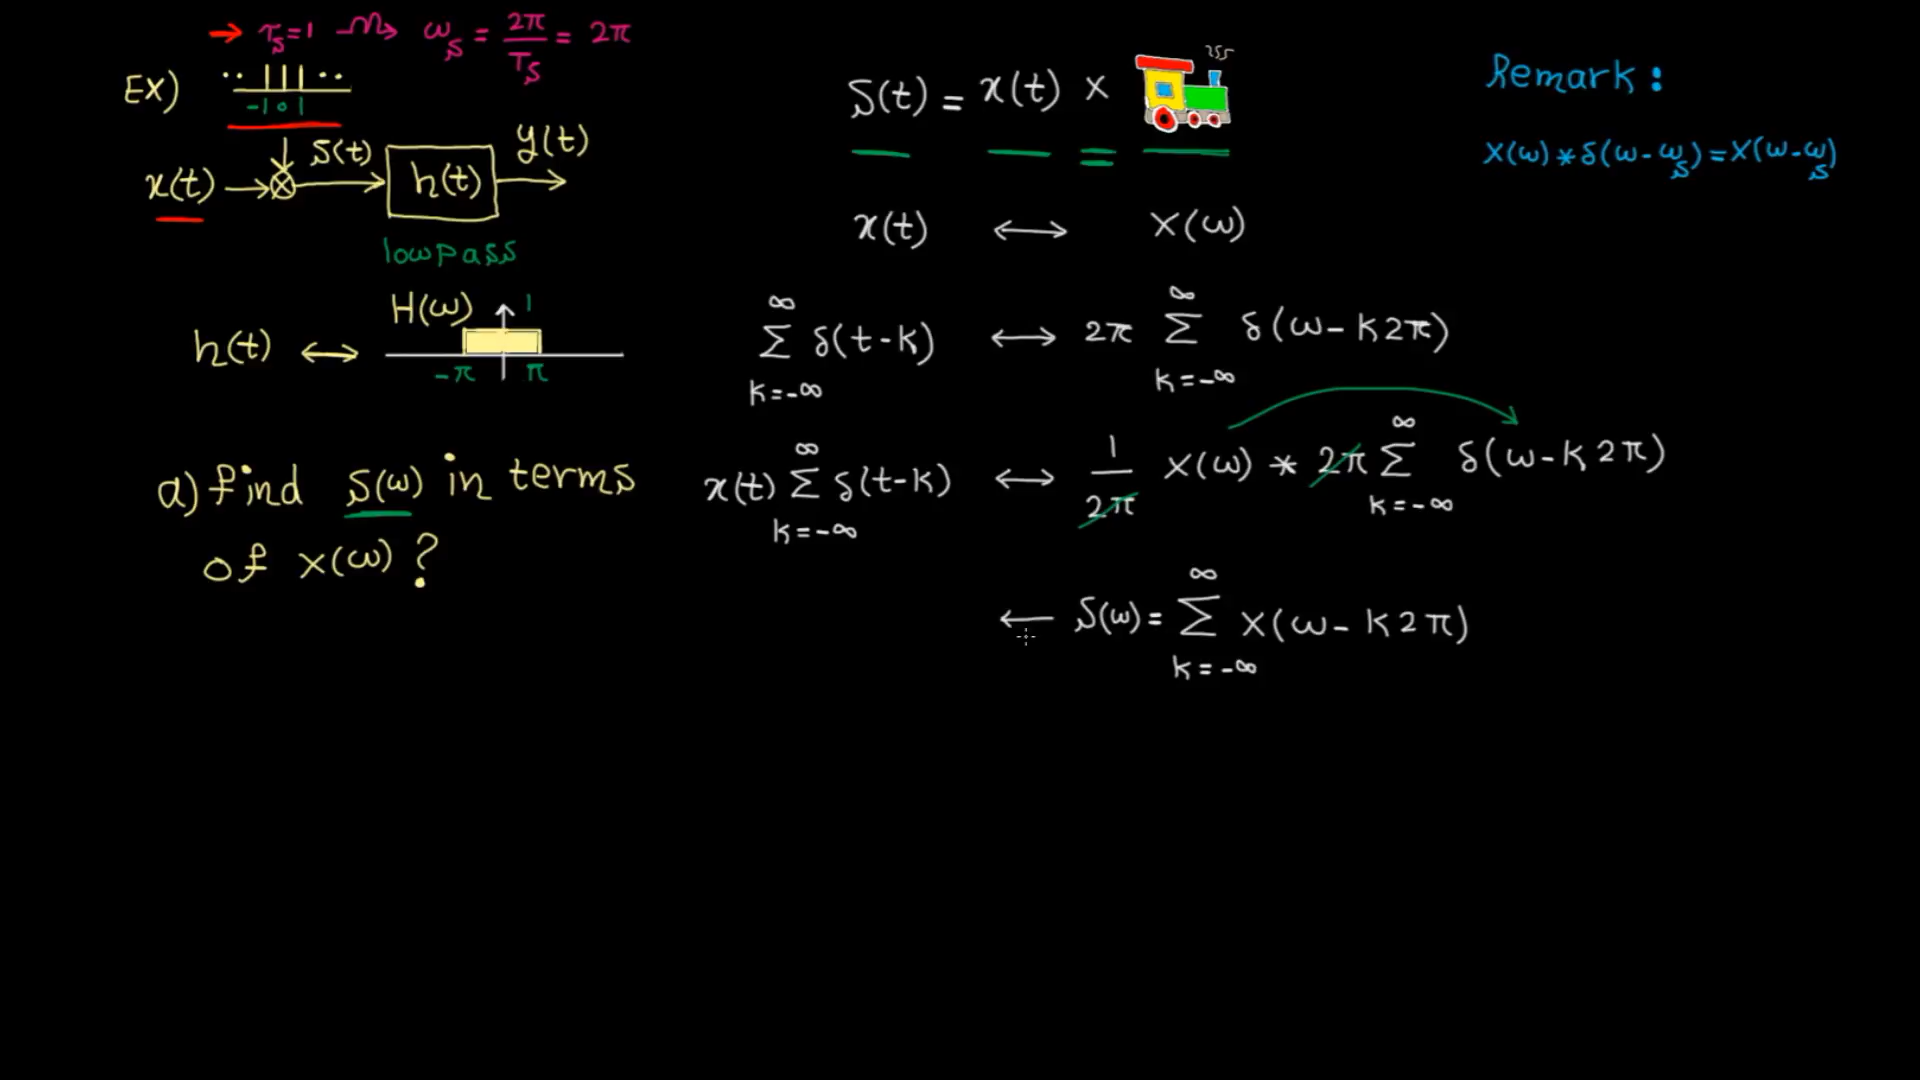 → Ts=1 → ωs = 2π/Ts = 2π
EX) ·· ··
-1 0 1
x(t) → ⊗ s(t) → h(t) → y(t)
lowpass
h(t) ↔ H(ω) 1
-π π
a) find S(ω) in terms
of X(ω)?
S(t) = x(t) ×
x(t) ↔ X(ω)
∞ ∑ k=-∞ δ(t-k) ↔ 2π ∞ ∑ k=-∞ δ(ω-k2π)
x(t) ∞ ∑ k=-∞ δ(t-k) ↔ 1/2π X(ω) * 2π ∞ ∑ k=-∞ δ(ω-k2π)
← S(ω) = ∞ ∑ k=-∞ X(ω-k2π)
Remark:
X(ω)*δ(ω-ωs)=X(ω-ωs)